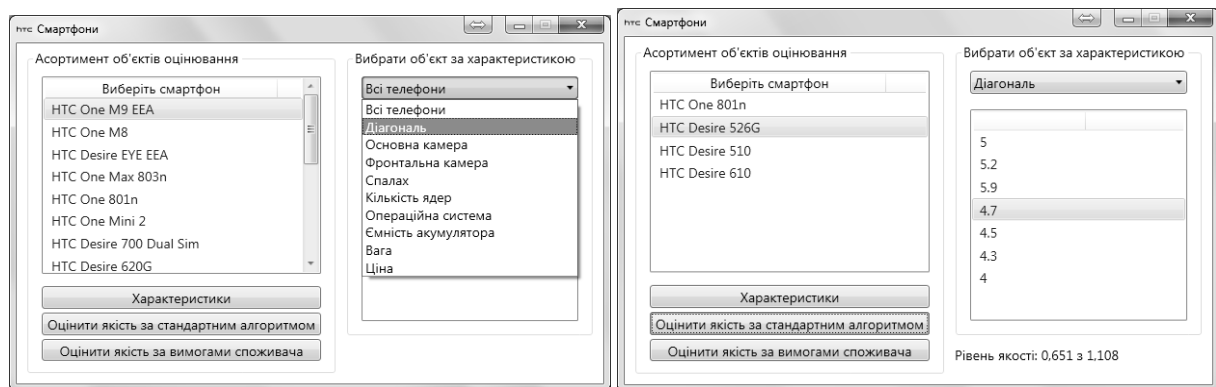 hтc Смартфони
Асортимент об'єктів оцінювання
Виберіть смартфон
HTC One M9 EEA
HTC One M8
HTC Desire EYE EEA
HTC One Max 803n
HTC One 801n
HTC One Mini 2
HTC Desire 700 Dual Sim
HTC Desire 620G
Характеристики
Оцінити якість за стандартним алгоритмом
Оцінити якість за вимогами споживача
Вибрати об'єкт за характеристикою
Всі телефони
Всі телефони
Діагональ
Основна камера
Фронтальна камера
Спалах
Кількість ядер
Операційна система
Ємність акумулятора
Вага
Ціна
hтc Смартфони
Асортимент об'єктів оцінювання
Виберіть смартфон
HTC One 801n
HTC Desire 526G
HTC Desire 510
HTC Desire 610
Характеристики
Оцінити якість за стандартним алгоритмом
Оцінити якість за вимогами споживача
Вибрати об'єкт за характеристикою
Діагональ
5
5.2
5.9
4.7
4.5
4.3
4
Рівень якості: 0,651 з 1,108